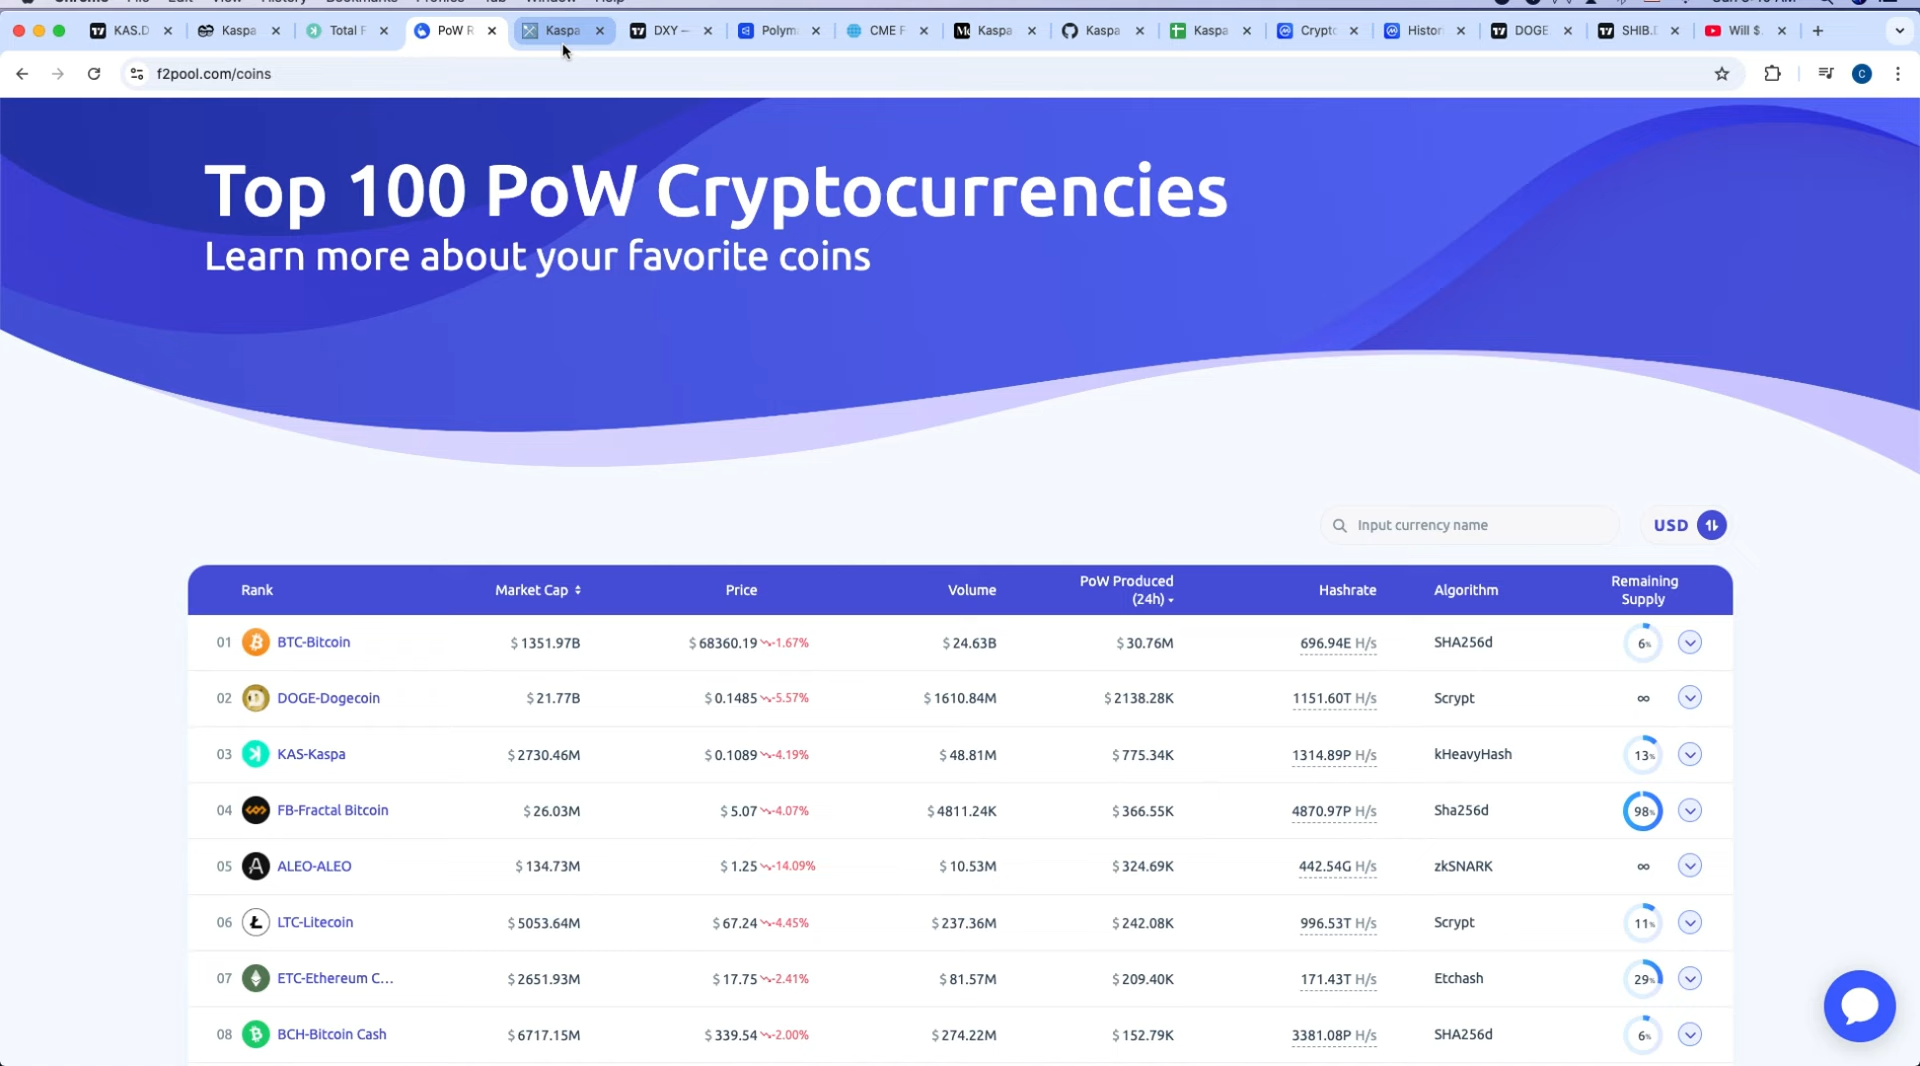 KAS.D
Kaspa
Total F
PoW R
Kaspa
DXY —
Polym
CME F
Kaspa
Kaspa
Kaspa
Crypt
Histor
DOGE
SHIB.
Will $
f2pool.com/coins
C
Top 100 PoW Cryptocurrencies
Learn more about your favorite coins
Input currency name
USD
Rank Market Cap Price Volume PoW Produced (24h) Hashrate Algorithm Remaining Supply
01 BTC-Bitcoin $ 1351.97B $ 68360.19 -1.67% $ 24.63B $ 30.76M 696.94E H/s SHA256d 6%
02 DOGE-Dogecoin $ 21.77B $ 0.1485 -5.57% $ 1610.84M $ 2138.28K 1151.60T H/s Scrypt ∞
03 KAS-Kaspa $ 2730.46M $ 0.1089 -4.19% $ 48.81M $ 775.34K 1314.89P H/s kHeavyHash 13%
04 FB-Fractal Bitcoin $ 26.03M $ 5.07 -4.07% $ 4811.24K $ 366.55K 4870.97P H/s Sha256d 98%
05 ALEO-ALEO $ 134.73M $ 1.25 -14.09% $ 10.53M $ 324.69K 442.54G H/s zkSNARK ∞
06 LTC-Litecoin $ 5053.64M $ 67.24 -4.45% $ 237.36M $ 242.08K 996.53T H/s Scrypt 11%
07 ETC-Ethereum C... $ 2651.93M $ 17.75 -2.41% $ 81.57M $ 209.40K 171.43T H/s Etchash 29%
08 BCH-Bitcoin Cash $ 6717.15M $ 339.54 -2.00% $ 274.22M $ 152.79K 3381.08P H/s SHA256d 6%